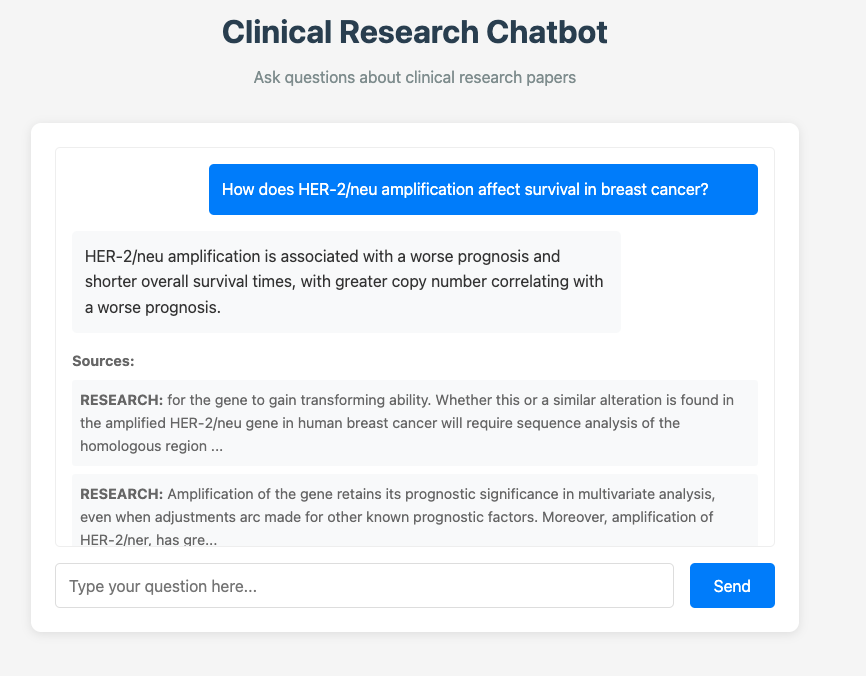 Clinical Research Chatbot
Ask questions about clinical research papers
How does HER-2/neu amplification affect survival in breast cancer?
HER-2/neu amplification is associated with a worse prognosis and
shorter overall survival times, with greater copy number correlating with
a worse prognosis.
Sources:
RESEARCH: for the gene to gain transforming ability. Whether this or a similar alteration is found in
the amplified HER-2/neu gene in human breast cancer will require sequence analysis of the
homologous region ...
RESEARCH: Amplification of the gene retains its prognostic significance in multivariate analysis,
even when adjustments arc made for other known prognostic factors. Moreover, amplification of
HER-2/ner, has gre...
Type your question here...
Send